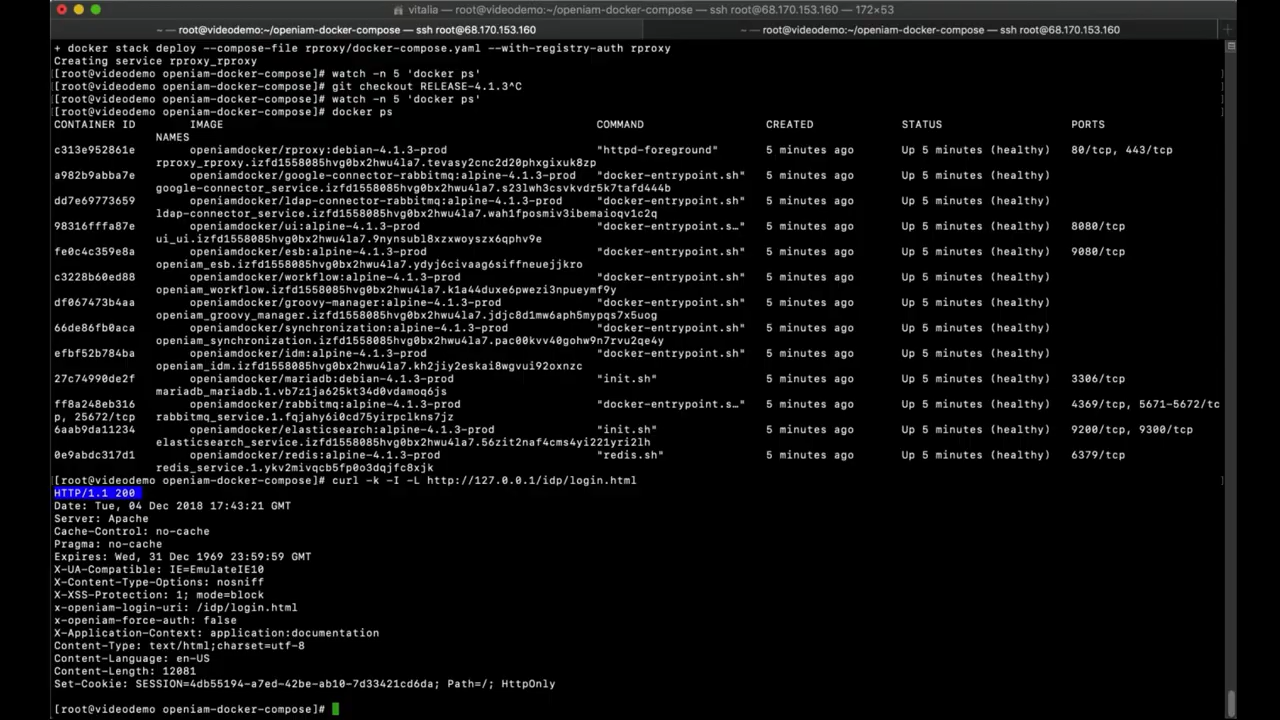 vitalia — root@videodemo:~/openiam-docker-compose — ssh root@68.170.153.160 — 172×53
~ — root@videodemo:~/openiam-docker-compose — ssh root@68.170.153.160
~ — root@videodemo:~/openiam-docker-compose — ssh root@68.170.153.160
+ docker stack deploy --compose-file rproxy/docker-compose.yaml --with-registry-auth rproxy
Creating service rproxy_rproxy
[root@videodemo openiam-docker-compose]# watch -n 5 'docker ps'
[root@videodemo openiam-docker-compose]# git checkout RELEASE-4.1.3^C
[root@videodemo openiam-docker-compose]# watch -n 5 'docker ps'
[root@videodemo openiam-docker-compose]# docker ps
CONTAINER ID IMAGE COMMAND CREATED STATUS PORTS
NAMES
c313e952861e openiamdocker/rproxy:debian-4.1.3-prod "httpd-foreground" 5 minutes ago Up 5 minutes (healthy) 80/tcp, 443/tcp
rproxy_rproxy.izfd1558085hvg0bx2hwu4la7.tevasy2cnc2d20phxgixuk8zp
a982b9abba7e openiamdocker/google-connector-rabbitmq:alpine-4.1.3-prod "docker-entrypoint.sh" 5 minutes ago Up 5 minutes (healthy)
google-connector_service.izfd1558085hvg0bx2hwu4la7.s23lwh3csvkvdr5k7tafd444b
dd7e69773659 openiamdocker/ldap-connector-rabbitmq:alpine-4.1.3-prod "docker-entrypoint.sh" 5 minutes ago Up 5 minutes (healthy)
ldap-connector_service.izfd1558085hvg0bx2hwu4la7.wah1fposmiv3ibemaioqv1c2q
98316fffa87e openiamdocker/ui:alpine-4.1.3-prod "docker-entrypoint.s…" 5 minutes ago Up 5 minutes (healthy) 8080/tcp
ui_ui.izfd1558085hvg0bx2hwu4la7.9nynsubl8xzxwoyszx6qphv9e
fe0c4c359e8a openiamdocker/esb:alpine-4.1.3-prod "docker-entrypoint.sh" 5 minutes ago Up 5 minutes (healthy) 9080/tcp
openiam_esb.izfd1558085hvg0bx2hwu4la7.ydyj6civaag6siffneuejjkro
c3228b60ed88 openiamdocker/workflow:alpine-4.1.3-prod "docker-entrypoint.sh" 5 minutes ago Up 5 minutes (healthy)
openiam_workflow.izfd1558085hvg0bx2hwu4la7.k1a44duxe6pwezi3npueymf9y
df067473b4aa openiamdocker/groovy-manager:alpine-4.1.3-prod "docker-entrypoint.sh" 5 minutes ago Up 5 minutes (healthy)
openiam_groovy_manager.izfd1558085hvg0bx2hwu4la7.jdjc8d1mw6aph5mypqs7x5uog
66de86fb0aca openiamdocker/synchronization:alpine-4.1.3-prod "docker-entrypoint.sh" 5 minutes ago Up 5 minutes (healthy)
openiam_synchronization.izfd1558085hvg0bx2hwu4la7.pac00kvv40gohw9n7rvu2qe4y
efbf52b784ba openiamdocker/idm:alpine-4.1.3-prod "docker-entrypoint.sh" 5 minutes ago Up 5 minutes (healthy)
openiam_idm.izfd1558085hvg0bx2hwu4la7.kh2jiy2eskai8wgvui92oxnzc
27c74990de2f openiamdocker/mariadb:debian-4.1.3-prod "init.sh" 5 minutes ago Up 5 minutes (healthy) 3306/tcp
mariadb_mariadb.1.vb7z1ja625kt34d0vdamoq6js
ff8a248eb316 openiamdocker/rabbitmq:alpine-4.1.3-prod "docker-entrypoint.s…" 5 minutes ago Up 5 minutes (healthy) 4369/tcp, 5671-5672/tc
p, 25672/tcp rabbitmq_service.1.fqjahy6i0cd75yirpclkns7jz
6aab9da11234 openiamdocker/elasticsearch:alpine-4.1.3-prod "init.sh" 5 minutes ago Up 5 minutes (healthy) 9200/tcp, 9300/tcp
elasticsearch_service.izfd1558085hvg0bx2hwu4la7.56zit2naf4cms4yi221yri2lh
0e9abdc317d1 openiamdocker/redis:alpine-4.1.3-prod "redis.sh" 5 minutes ago Up 5 minutes (healthy) 6379/tcp
redis_service.1.ykv2mivqcb5fp0o3dqjfc8xjk
[root@videodemo openiam-docker-compose]# curl -k -I -L http://127.0.0.1/idp/login.html
HTTP/1.1 200
Date: Tue, 04 Dec 2018 17:43:21 GMT
Server: Apache
Cache-Control: no-cache
Pragma: no-cache
Expires: Wed, 31 Dec 1969 23:59:59 GMT
X-UA-Compatible: IE=EmulateIE10
X-Content-Type-Options: nosniff
X-XSS-Protection: 1; mode=block
x-openiam-login-uri: /idp/login.html
x-openiam-force-auth: false
X-Application-Context: application:documentation
Content-Type: text/html;charset=utf-8
Content-Language: en-US
Content-Length: 12081
Set-Cookie: SESSION=4db55194-a7ed-42be-ab10-7d33421cd6da; Path=/; HttpOnly
[root@videodemo openiam-docker-compose]#